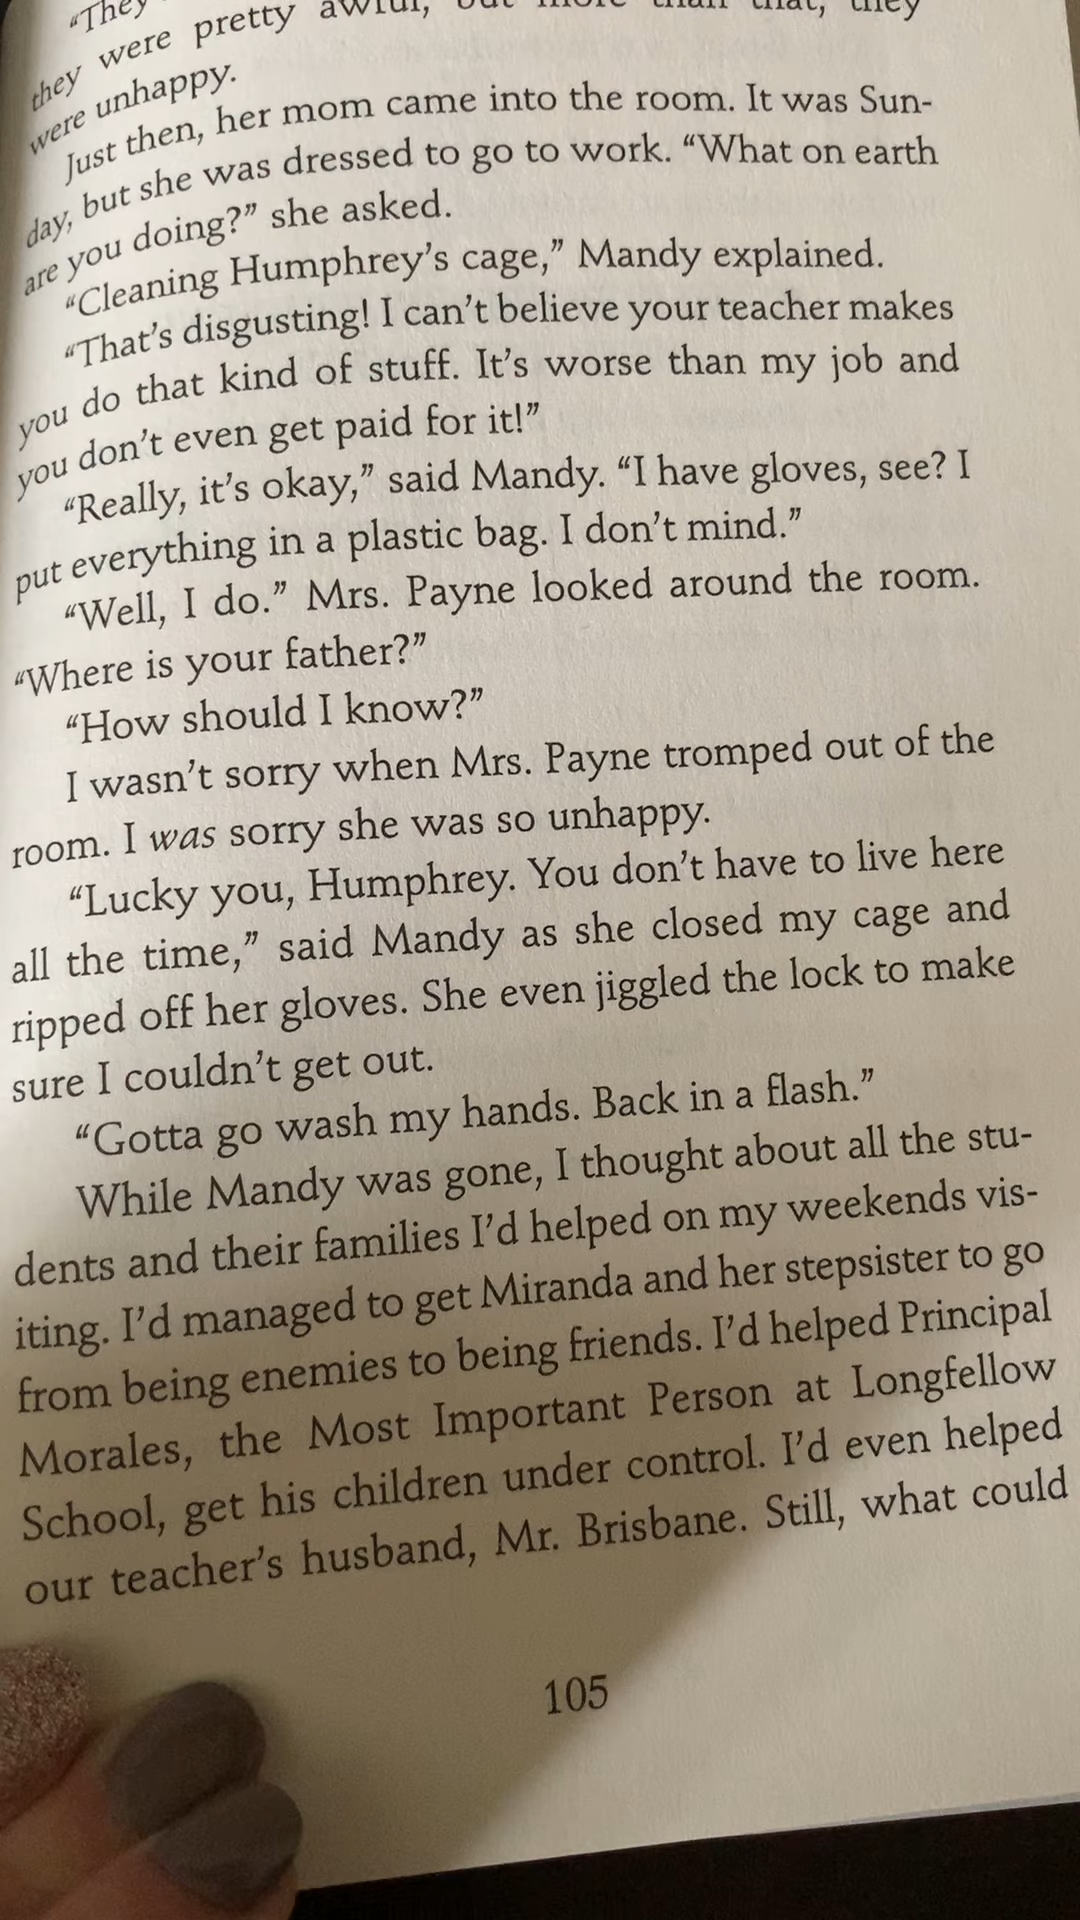 “They
they were pretty awful, but more than that, they
were unhappy.
Just then, her mom came into the room. It was Sun-
day, but she was dressed to go to work. “What on earth
are you doing?” she asked.
“Cleaning Humphrey’s cage,” Mandy explained.
“That’s disgusting! I can’t believe your teacher makes
you do that kind of stuff. It’s worse than my job and
you don’t even get paid for it!”
“Really, it’s okay,” said Mandy. “I have gloves, see? I
put everything in a plastic bag. I don’t mind.”
“Well, I do.” Mrs. Payne looked around the room.
“Where is your father?”
“How should I know?”
I wasn’t sorry when Mrs. Payne tromped out of the
room. I was sorry she was so unhappy.
“Lucky you, Humphrey. You don’t have to live here
all the time,” said Mandy as she closed my cage and
ripped off her gloves. She even jiggled the lock to make
sure I couldn’t get out.
“Gotta go wash my hands. Back in a flash.”
While Mandy was gone, I thought about all the stu-
dents and their families I’d helped on my weekends vis-
iting. I’d managed to get Miranda and her stepsister to go
from being enemies to being friends. I’d helped Principal
Morales, the Most Important Person at Longfellow
School, get his children under control. I’d even helped
our teacher’s husband, Mr. Brisbane. Still, what could
105